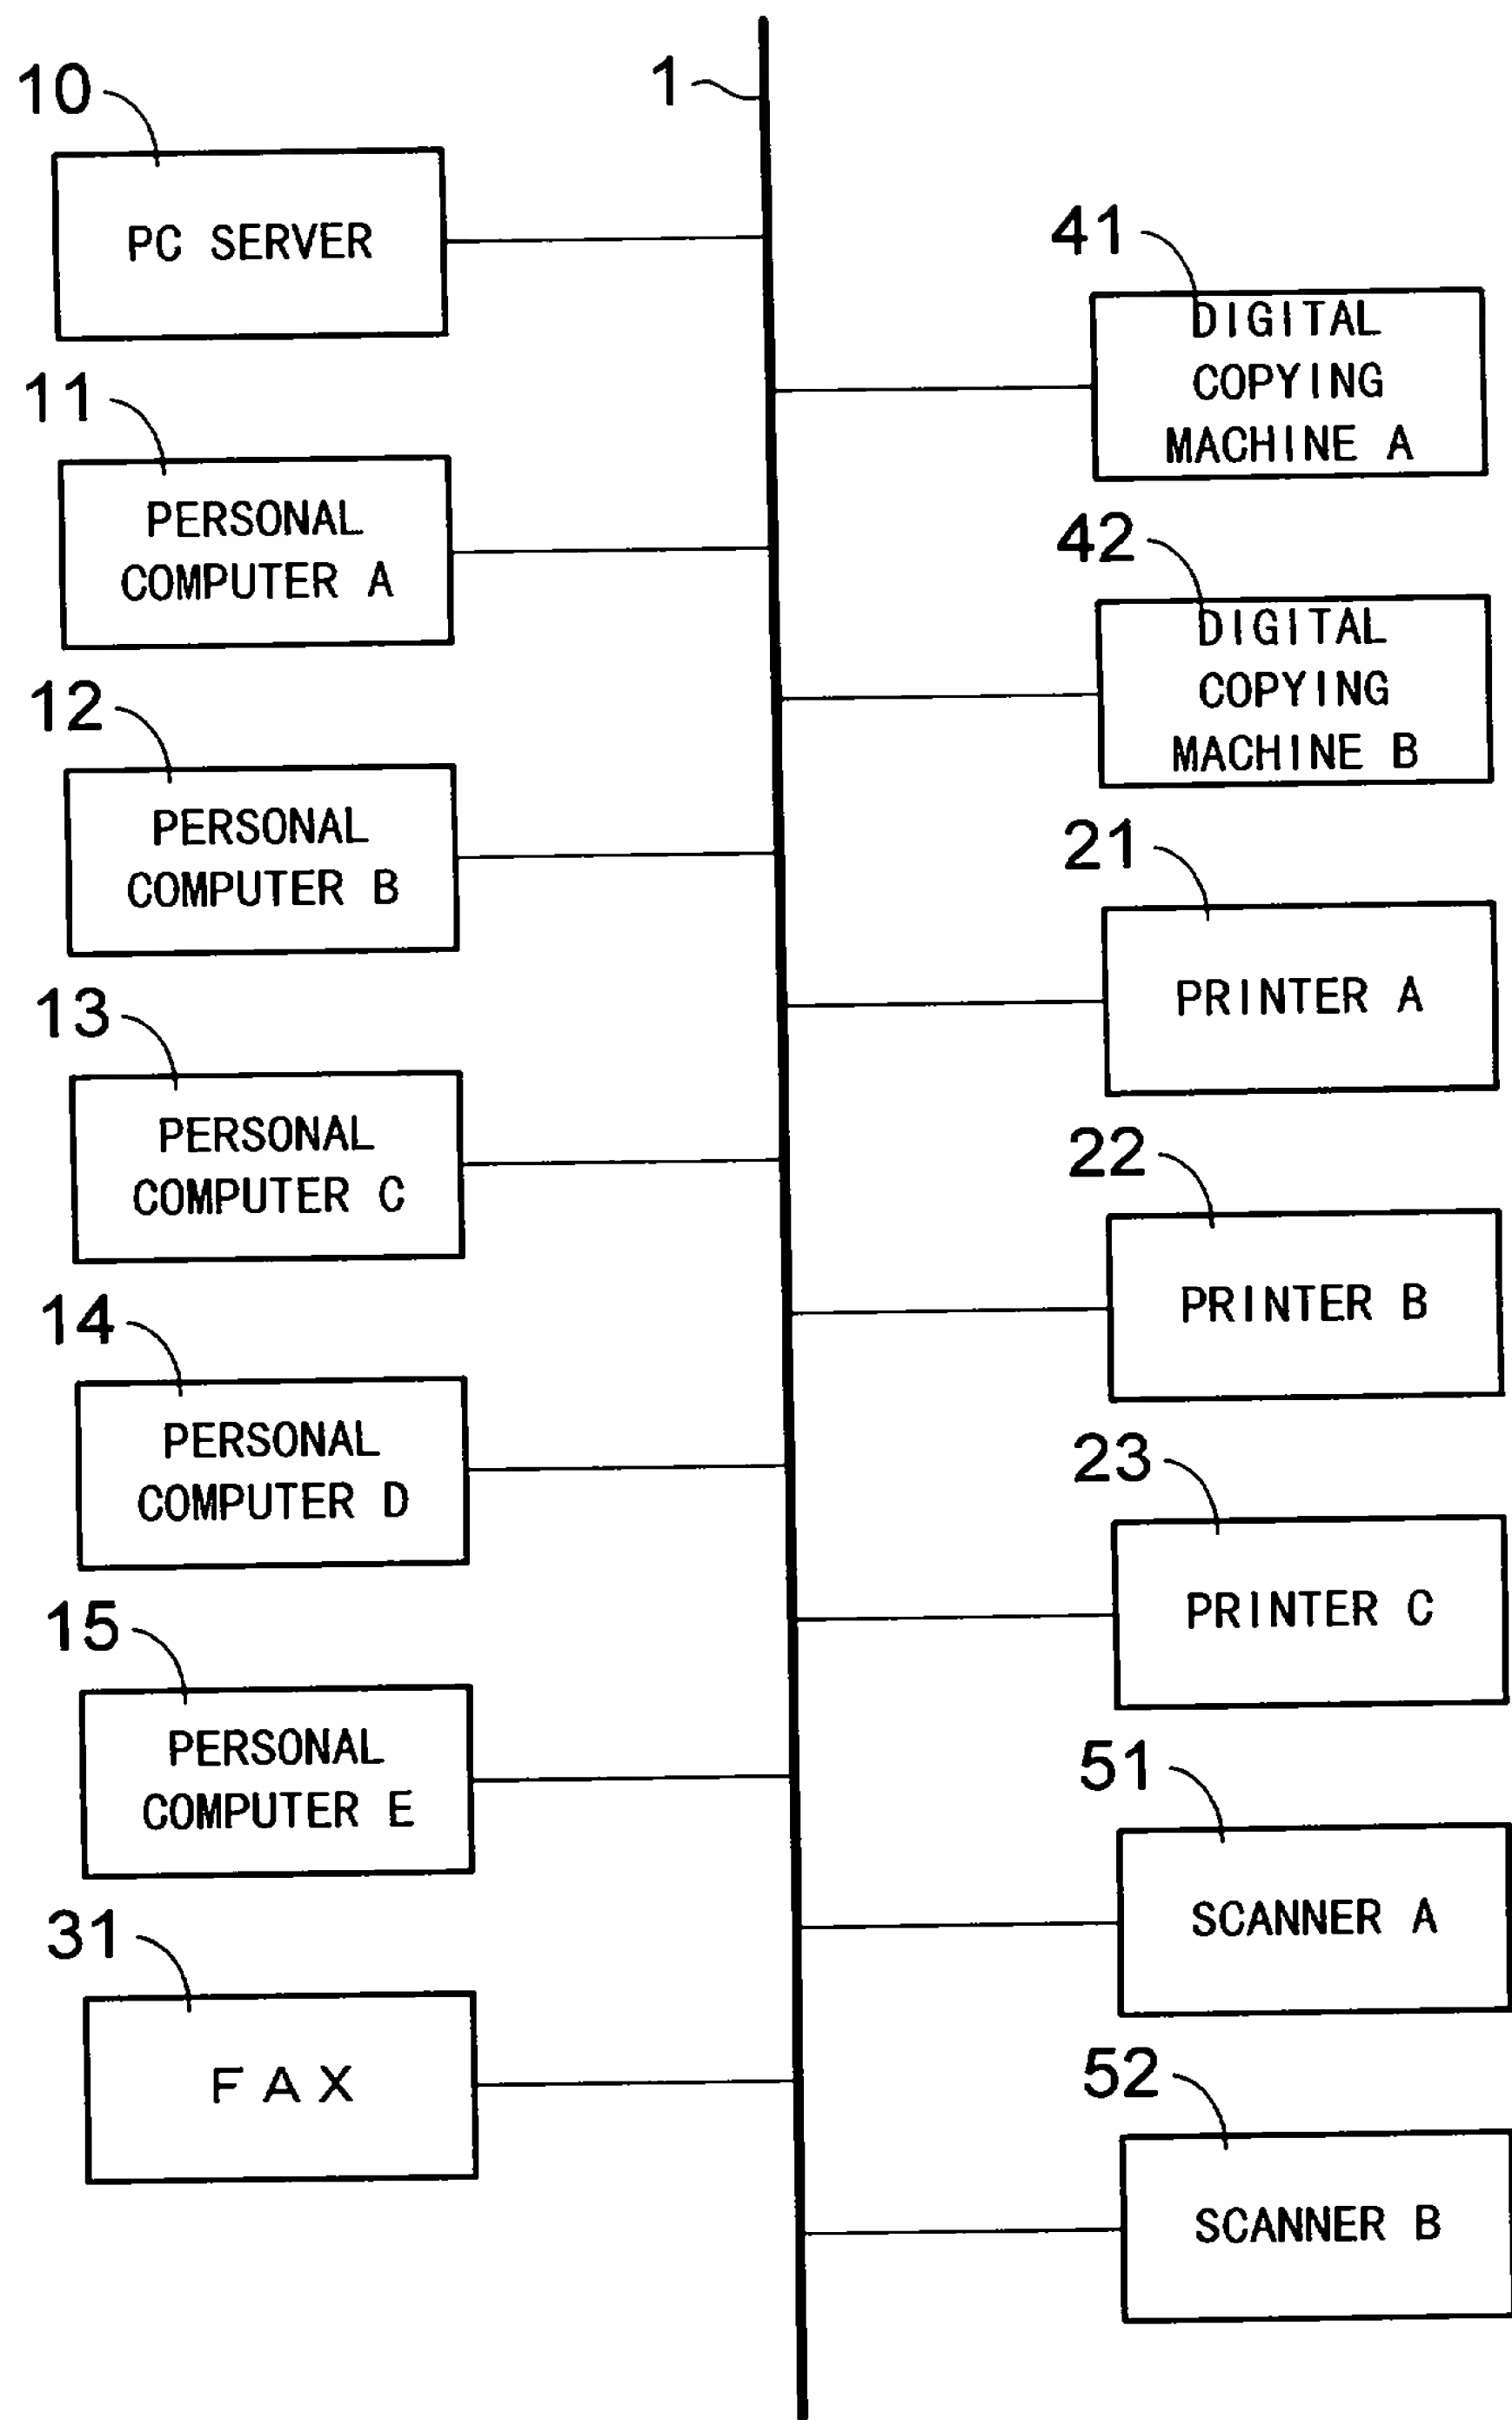 1
10
PC SERVER
11
PERSONAL
COMPUTER A
12
PERSONAL
COMPUTER B
13
PERSONAL
COMPUTER C
14
PERSONAL
COMPUTER D
15
PERSONAL
COMPUTER E
31
FAX
41
DIGITAL
COPYING
MACHINE A
42
DIGITAL
COPYING
MACHINE B
21
PRINTER A
22
PRINTER B
23
PRINTER C
51
SCANNER A
52
SCANNER B